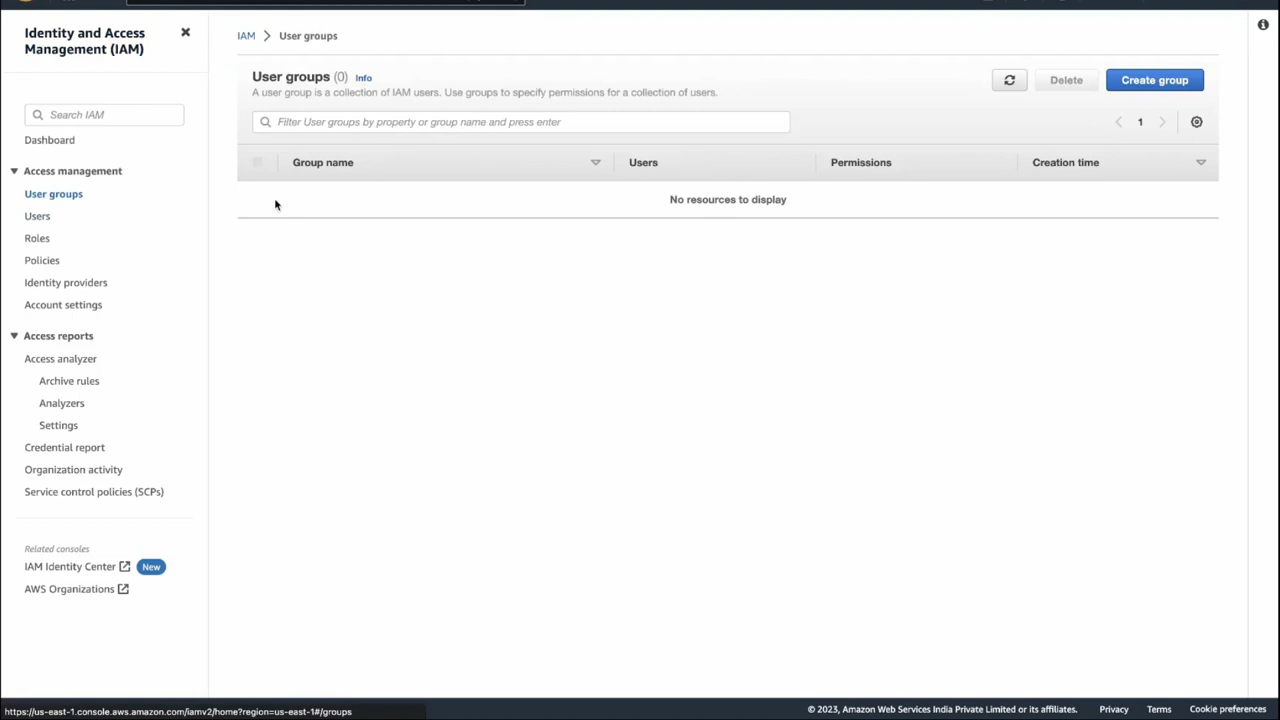 Identity and Access
Management (IAM)
Search IAM
Dashboard
Access management
User groups
Users
Roles
Policies
Identity providers
Account settings
Access reports
Access analyzer
Archive rules
Analyzers
Settings
Credential report
Organization activity
Service control policies (SCPs)
Related consoles
IAM Identity Center New
AWS Organizations
IAM > User groups
User groups (0) Info
A user group is a collection of IAM users. Use groups to specify permissions for a collection of users.
Delete
Create group
Filter User groups by property or group name and press enter
1
Group name Users Permissions Creation time
No resources to display
https://us-east-1.console.aws.amazon.com/iamv2/home?region=us-east-1#/groups
© 2023, Amazon Web Services India Private Limited or its affiliates. Privacy Terms Cookie preferences